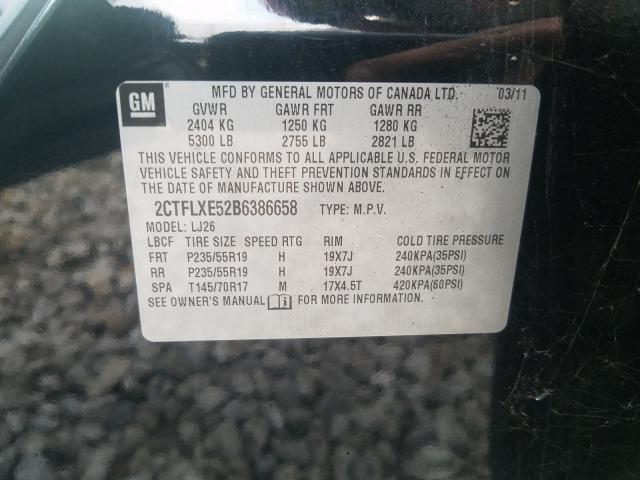 GM
MFD BY GENERAL MOTORS OF CANADA LTD. 03/11
GVWR GAWR FRT GAWR RR
2404 KG 1250 KG 1280 KG
5300 LB 2755 LB 2821 LB
THIS VEHICLE CONFORMS TO ALL APPLICABLE U.S. FEDERAL MOTOR
VEHICLE SAFETY AND THEFT PREVENTION STANDARDS IN EFFECT ON
THE DATE OF MANUFACTURE SHOWN ABOVE.
2CTFLXE52B6386658 TYPE: M.P.V.
MODEL: LJ26
LBCF TIRE SIZE SPEED RTG RIM COLD TIRE PRESSURE
FRT P235/55R19 H 19X7J 240KPA(35PSI)
RR P235/55R19 H 19X7J 240KPA(35PSI)
SPA T145/70R17 M 17X4.5T 420KPA(60PSI)
SEE OWNER'S MANUAL FOR MORE INFORMATION.